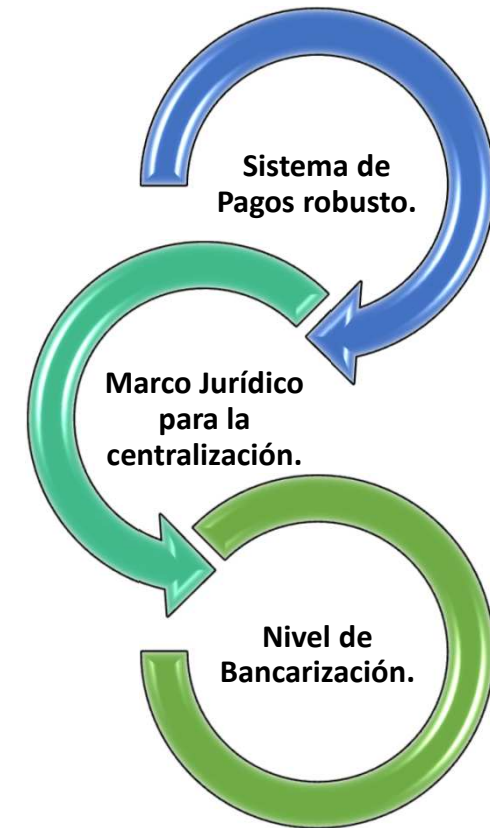 Sistema de
Pagos robusto.
Marco Jurídico
para la
centralización.
Nivel de
Bancarización.